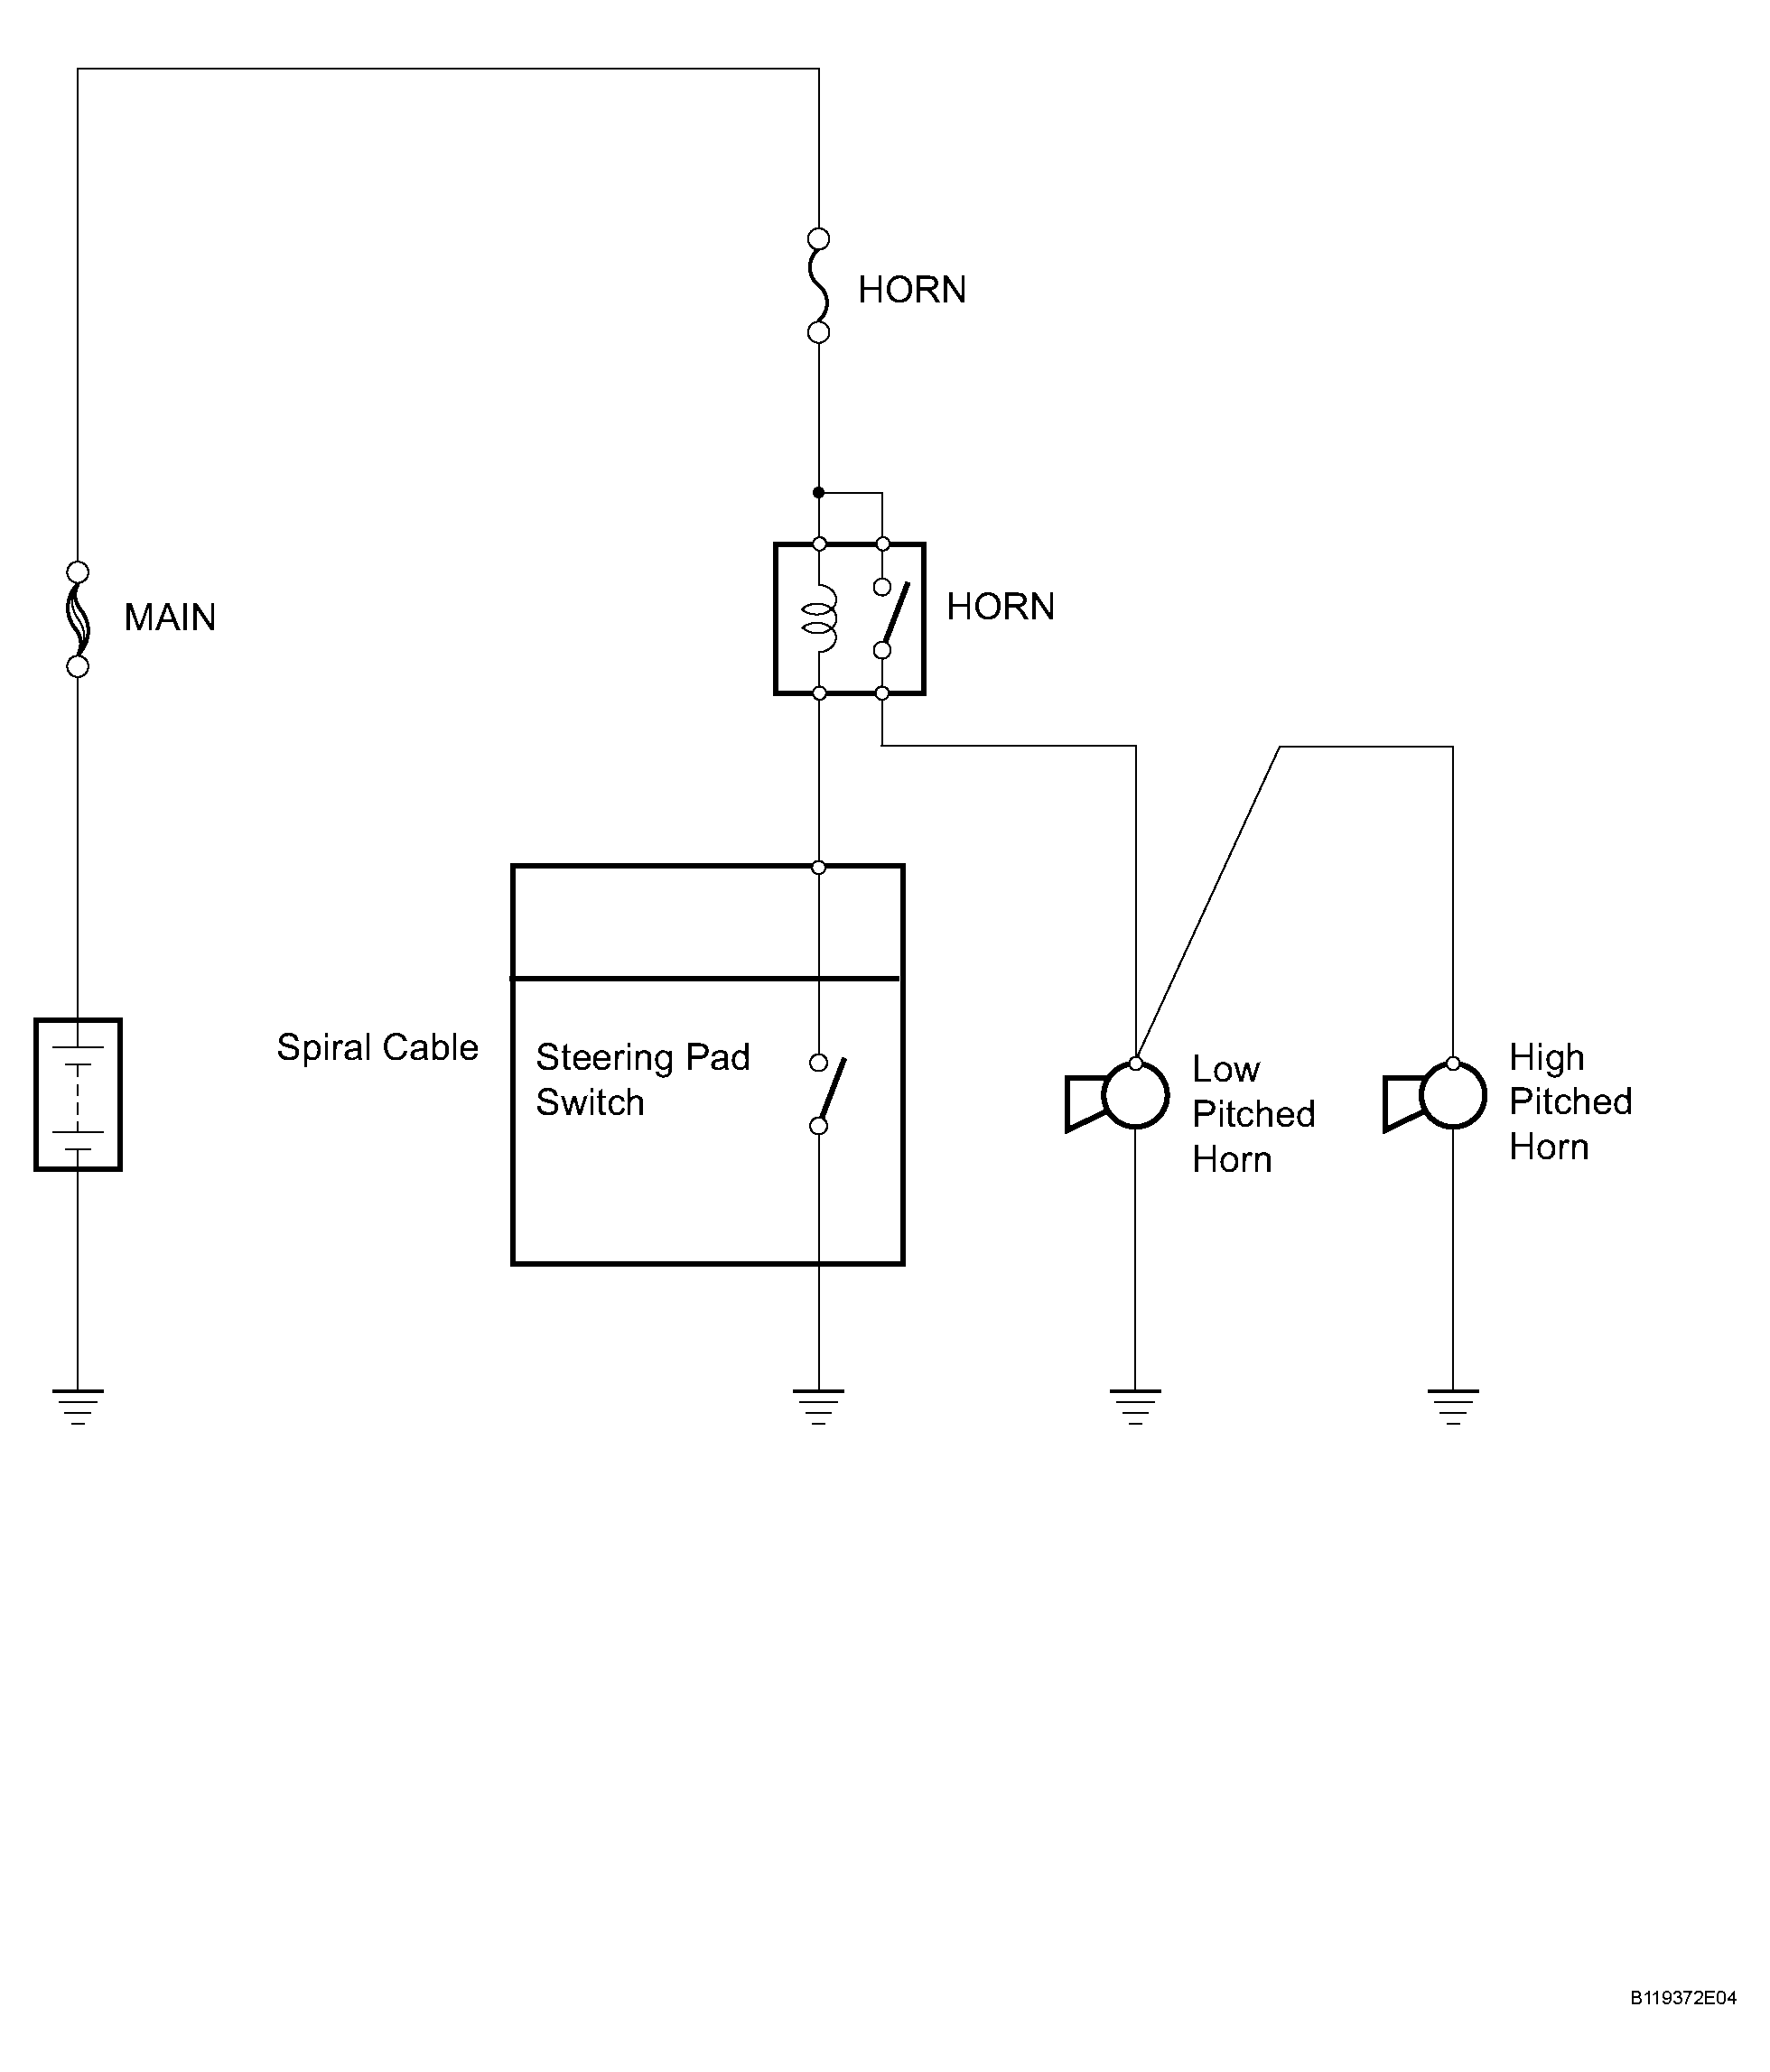 HORN
MAIN
HORN
Spiral Cable
Steering Pad
Switch
Low
Pitched
Horn
High
Pitched
Horn
B119372E04